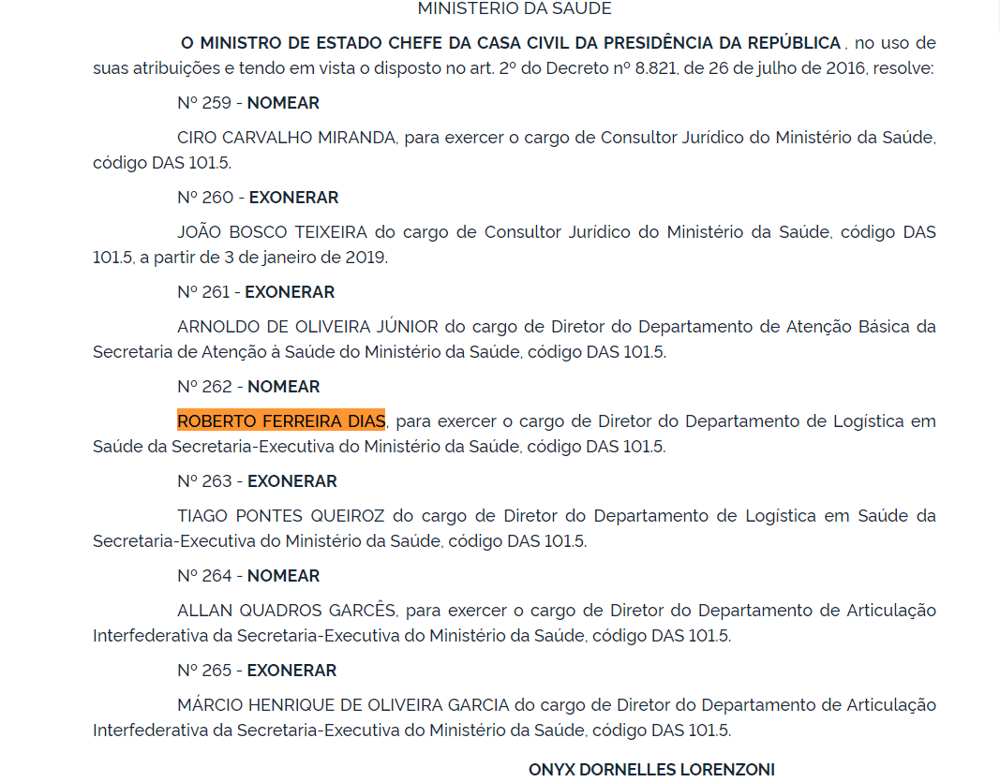 MINISTÉRIO DA SAÚDE
O MINISTRO DE ESTADO CHEFE DA CASA CIVIL DA PRESIDÊNCIA DA REPÚBLICA , no uso de
suas atribuições e tendo em vista o disposto no art. 2º do Decreto nº 8.821, de 26 de julho de 2016, resolve:
Nº 259 - NOMEAR
CIRO CARVALHO MIRANDA, para exercer o cargo de Consultor Jurídico do Ministério da Saúde,
código DAS 101.5.
Nº 260 - EXONERAR
JOÃO BOSCO TEIXEIRA do cargo de Consultor Jurídico do Ministério da Saúde, código DAS
101.5, a partir de 3 de janeiro de 2019.
Nº 261 - EXONERAR
ARNOLDO DE OLIVEIRA JÚNIOR do cargo de Diretor do Departamento de Atenção Básica da
Secretaria de Atenção à Saúde do Ministério da Saúde, código DAS 101.5.
Nº 262 - NOMEAR
ROBERTO FERREIRA DIAS, para exercer o cargo de Diretor do Departamento de Logística em
Saúde da Secretaria-Executiva do Ministério da Saúde, código DAS 101.5.
Nº 263 - EXONERAR
TIAGO PONTES QUEIROZ do cargo de Diretor do Departamento de Logística em Saúde da
Secretaria-Executiva do Ministério da Saúde, código DAS 101.5.
Nº 264 - NOMEAR
ALLAN QUADROS GARCÊS, para exercer o cargo de Diretor do Departamento de Articulação
Interfederativa da Secretaria-Executiva do Ministério da Saúde, código DAS 101.5.
Nº 265 - EXONERAR
MÁRCIO HENRIQUE DE OLIVEIRA GARCIA do cargo de Diretor do Departamento de Articulação
Interfederativa da Secretaria-Executiva do Ministério da Saúde, código DAS 101.5.
ONYX DORNELLES LORENZONI